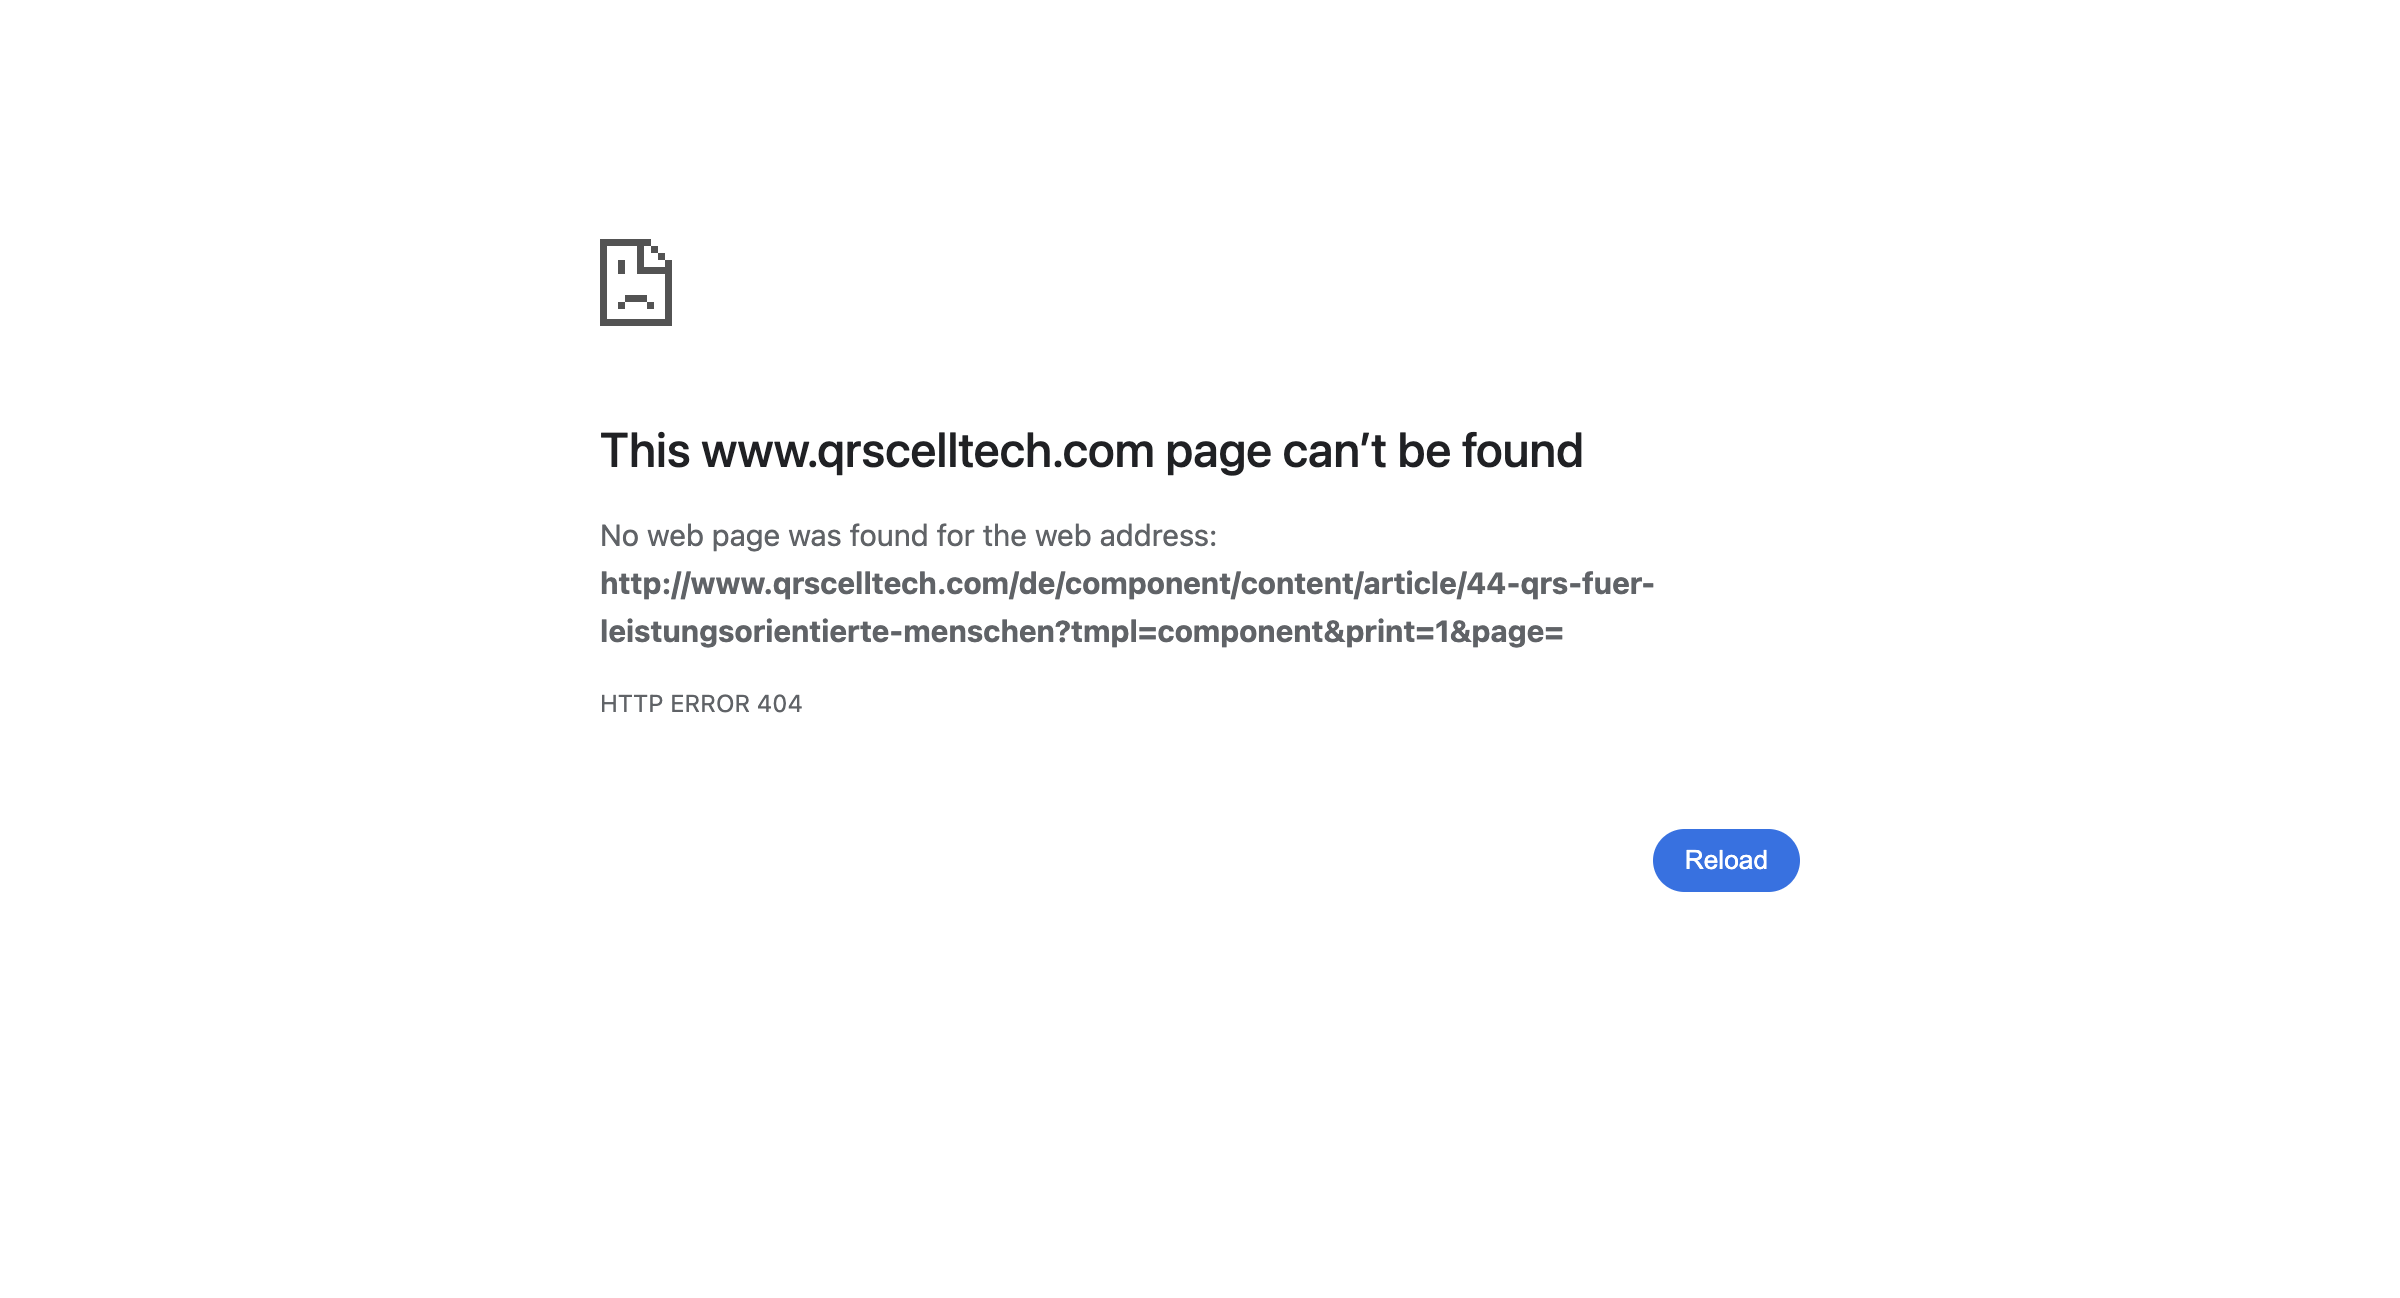 This www.qrscelltech.com page can’t be found
No web page was found for the web address:
http://www.qrscelltech.com/de/component/content/article/44-qrs-fuer-
leistungsorientierte-menschen?tmpl=component&print=1&page=
HTTP ERROR 404
Reload